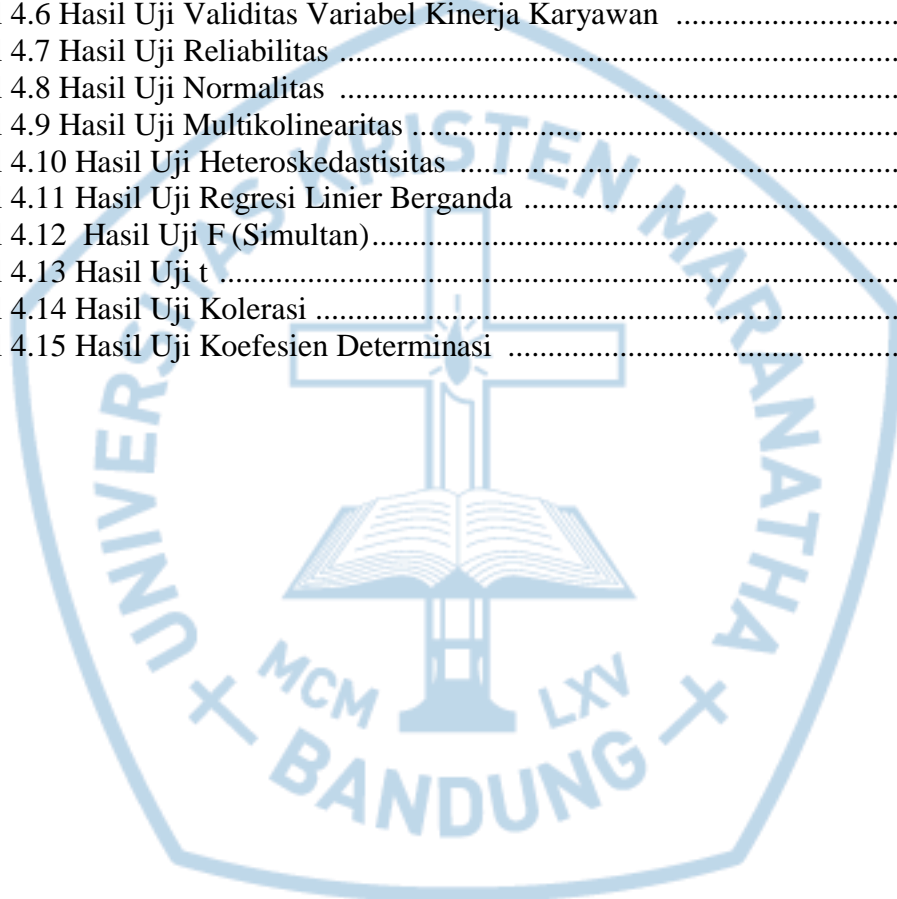 4.6 Hasil Uji Validitas Variabel Kinerja Karyawan ..............................
4.7 Hasil Uji Reliabilitas ......................................................................
4.8 Hasil Uji Normalitas ......................................................................
4.9 Hasil Uji Multikolinearitas .............................................................
4.10 Hasil Uji Heteroskedastisitas .......................................................
4.11 Hasil Uji Regresi Linier Berganda ...............................................
4.12 Hasil Uji F (Simultan)..................................................................
4.13 Hasil Uji t .....................................................................................
4.14 Hasil Uji Kolerasi .........................................................................
4.15 Hasil Uji Koefesien Determinasi .................................................
UNIVERSITAS KRISTEN MARANATHA
MCM LXV
BANDUNG